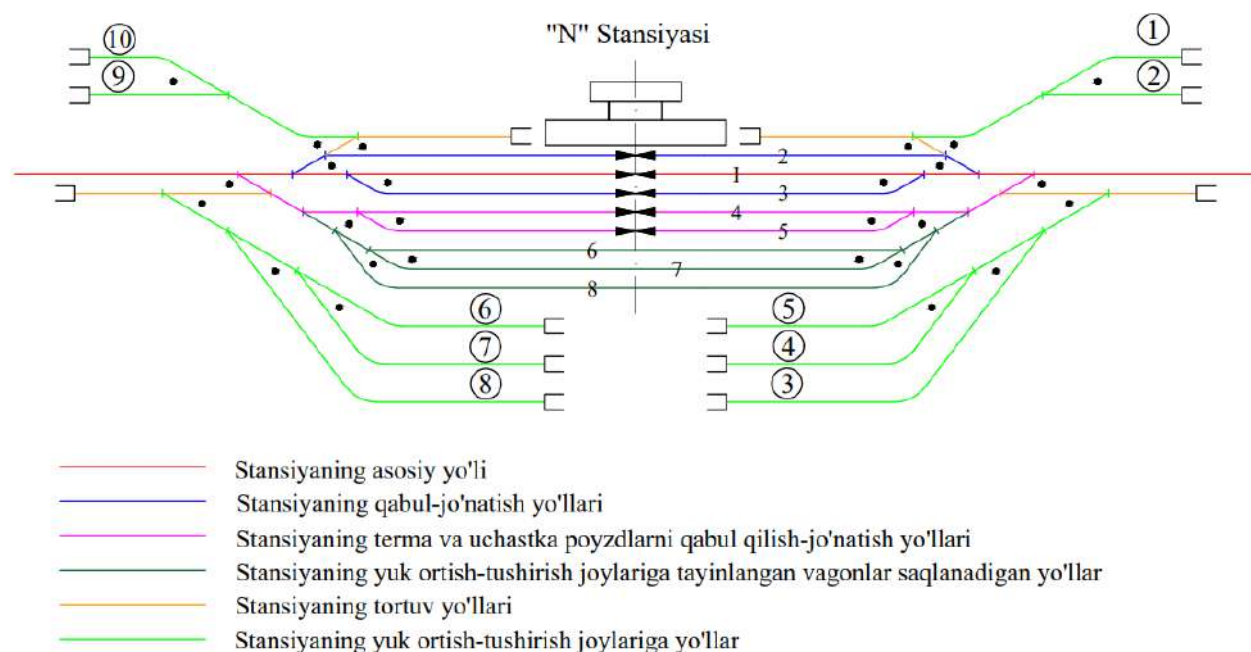 "N" Stansiyasi
10
1
9
2
2
I
3
4
5
6
7
8
6
5
7
4
8
3
Stansiyaning asosiy yo'li
Stansiyaning qabul-jo'natish yo'llari
Stansiyaning terma va uchastka poyzdlarni qabul qilish-jo'natish yo'llari
Stansiyaning yuk ortish-tushirish joylariga tayinlangan vagonlar saqlanadigan yo'llar
Stansiyaning tortuv yo'llari
Stansiyaning yuk ortish-tushirish joylariga yo'llar